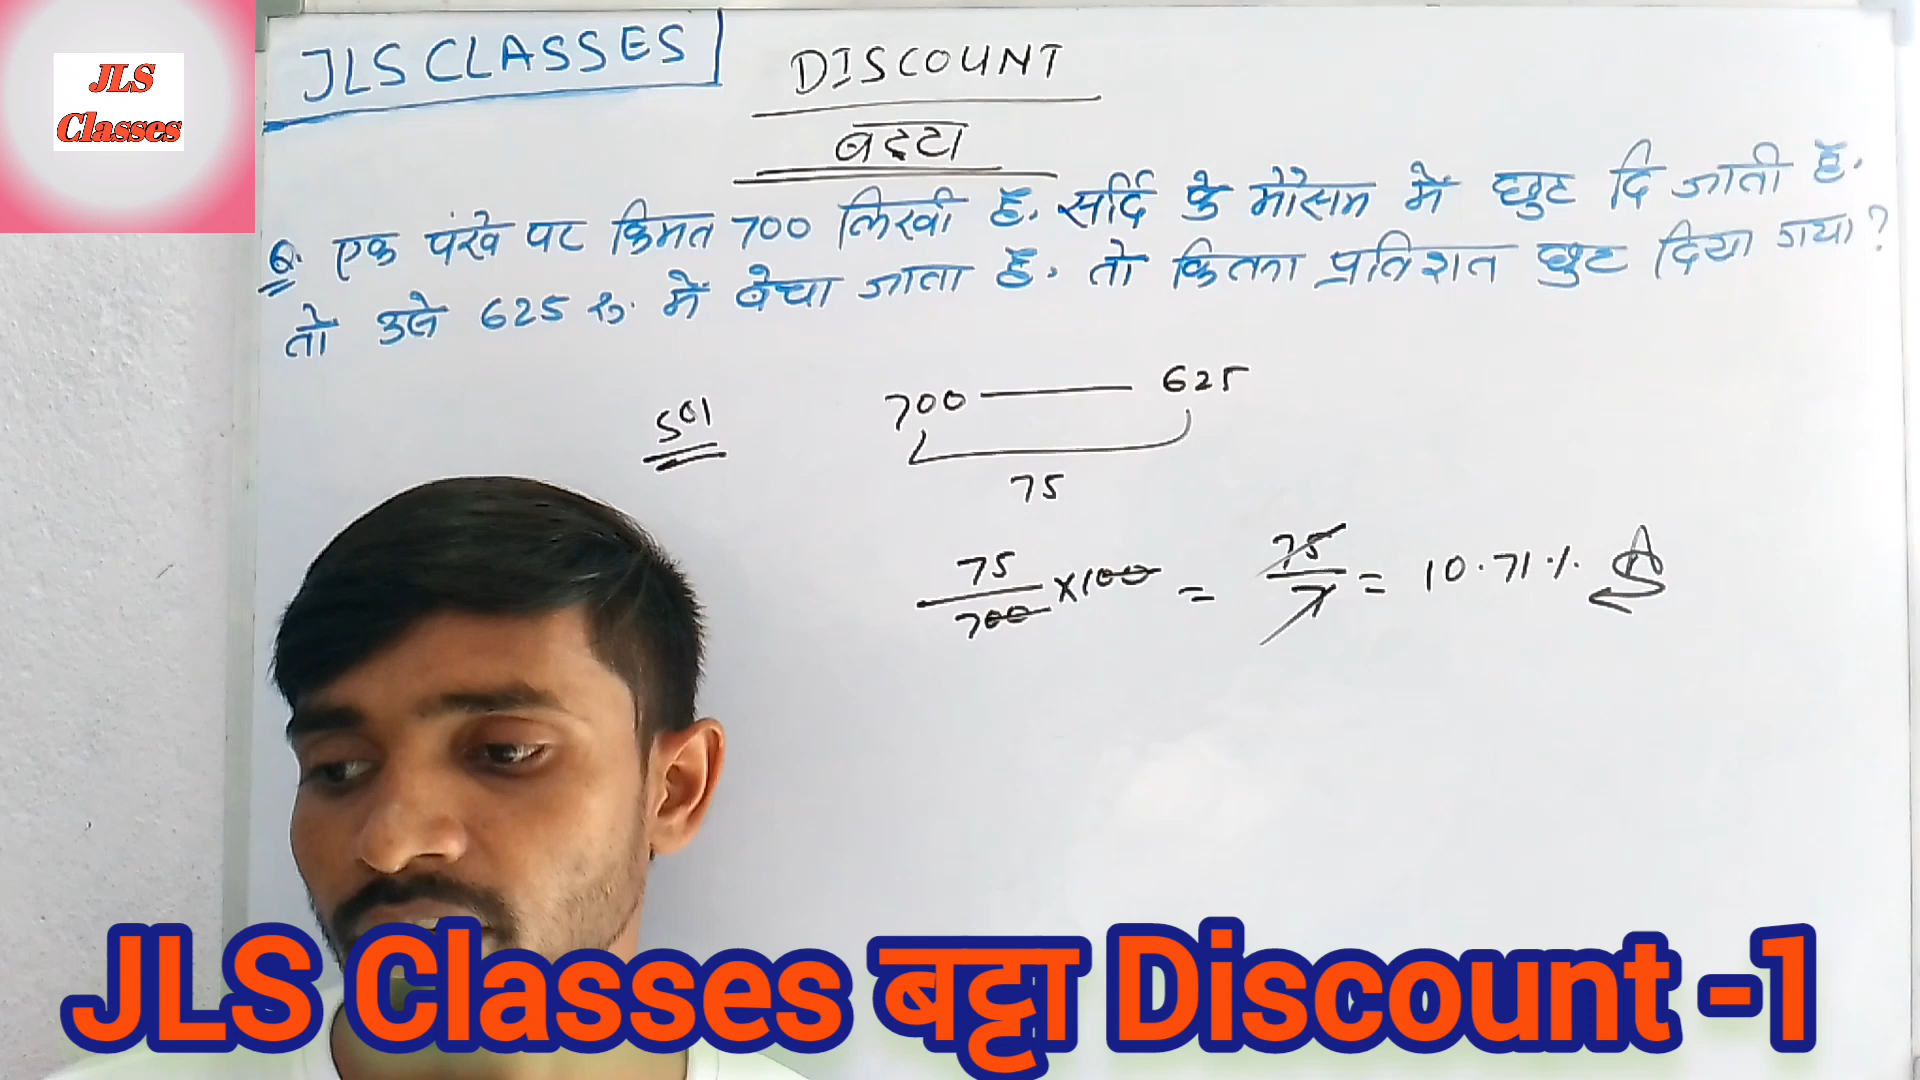 JLS
Classes
JLS CLASSES
DISCOUNT
बट्टा
Q. एक पंखे पर किमत 700 लिखी है. सर्दि के मौसम में छुट दि जाती है.
तो उसे 625 रु. में बेचा जाता है. तो कितना प्रतिशत छुट दिया गया?
Sol
700 — 625
75
75/700 × 100 = 75/7 = 10.71% A
JLS Classes बट्टा Discount -1